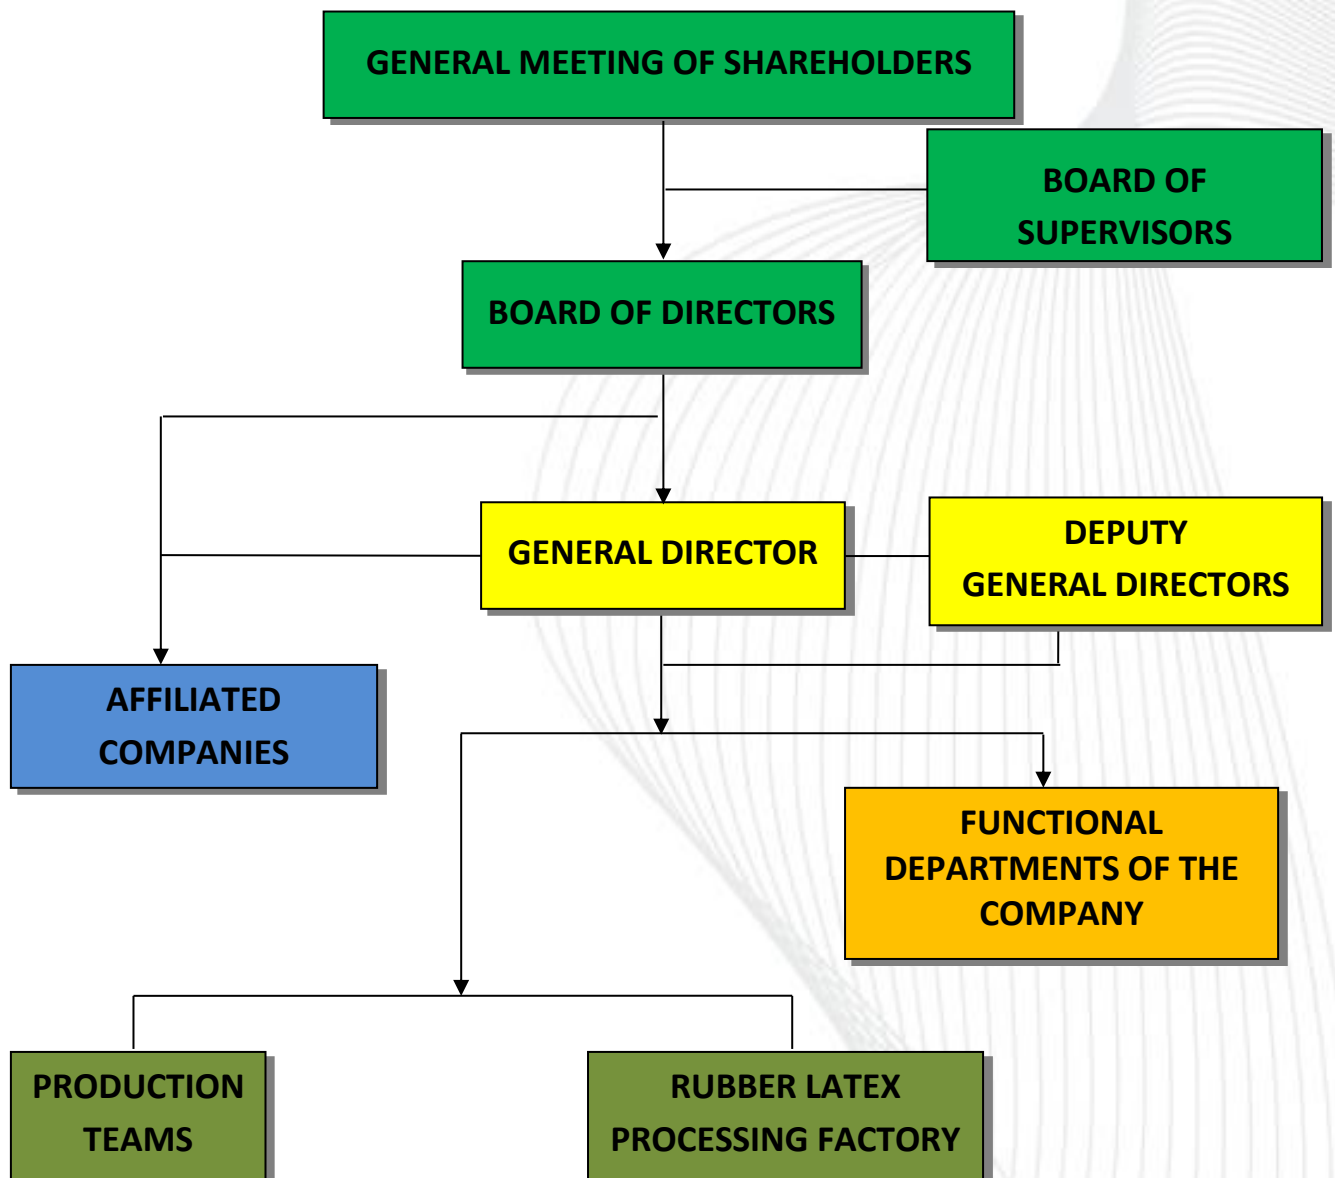 GENERAL MEETING OF SHAREHOLDERS
BOARD OF
SUPERVISORS
BOARD OF DIRECTORS
GENERAL DIRECTOR
DEPUTY
GENERAL DIRECTORS
AFFILIATED
COMPANIES
FUNCTIONAL
DEPARTMENTS OF THE
COMPANY
PRODUCTION
TEAMS
RUBBER LATEX
PROCESSING FACTORY